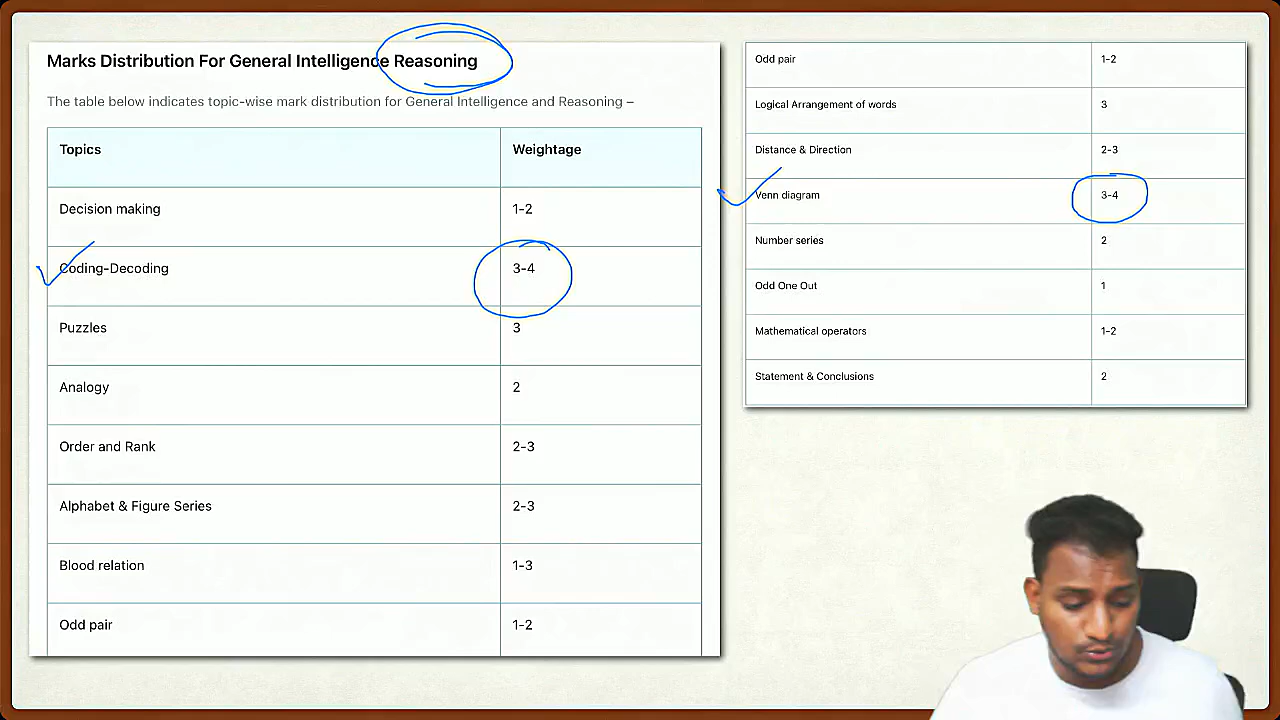 Marks Distribution For General Intelligence Reasoning
The table below indicates topic-wise mark distribution for General Intelligence and Reasoning –
Topics Weightage
Decision making 1-2
Coding-Decoding 3-4
Puzzles 3
Analogy 2
Order and Rank 2-3
Alphabet & Figure Series 2-3
Blood relation 1-3
Odd pair 1-2
Odd pair 1-2
Logical Arrangement of words 3
Distance & Direction 2-3
Venn diagram 3-4
Number series 2
Odd One Out 1
Mathematical operators 1-2
Statement & Conclusions 2